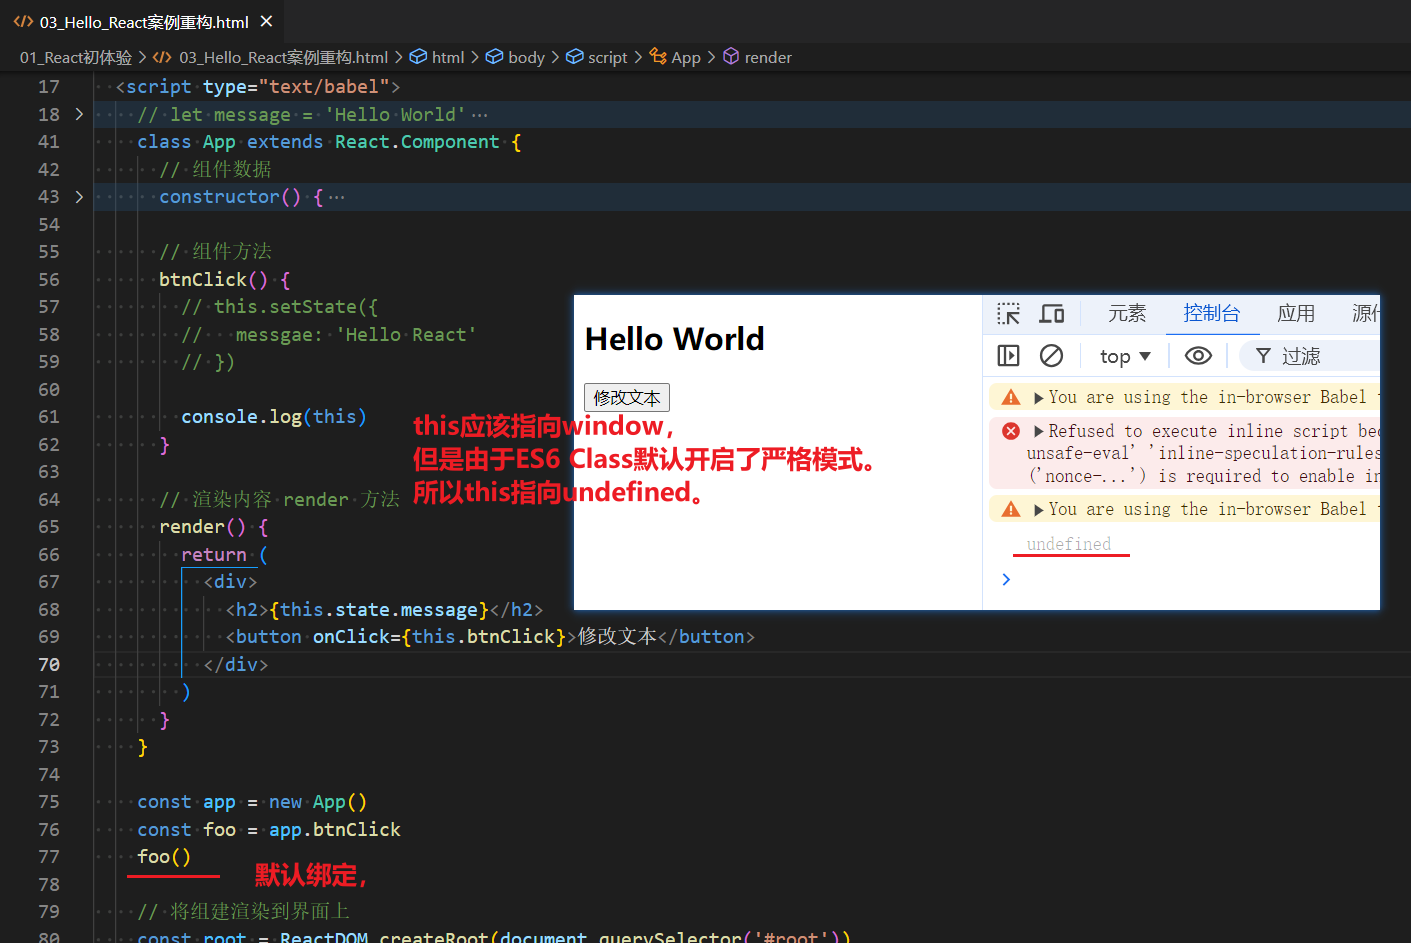 03_Hello_React案例重构.html
01_React初体验 > 03_Hello_React案例重构.html > html > body > script > App > render
17 <script type="text/babel">
18 // let message = 'Hello World'…
41 class App extends React.Component {
42 // 组件数据
43 constructor() {…
54
55 // 组件方法
56 btnClick() {
57 // this.setState({
58 //   messgae: 'Hello React'
59 // })
60
61 console.log(this)
62 }
63
64 // 渲染内容 render 方法
65 render() {
66 return (
67 <div>
68 <h2>{this.state.message}</h2>
69 <button onClick={this.btnClick}>修改文本</button>
70 </div>
71 )
72 }
73 }
74
75 const app = new App()
76 const foo = app.btnClick
77 foo()
78
79 // 将组建渲染到界面上
80 const root = ReactDOM.createRoot(document.querySelector('#root'))
Hello World
修改文本
this应该指向window，
但是由于ES6 Class默认开启了严格模式。
所以this指向undefined。
默认绑定，
元素 控制台 应用
top ▼ 过滤
▶You are using the in-browser Babel
▶Refused to execute inline script
unsafe-eval' 'inline-speculation-rules
('nonce-...') is required to enable
▶You are using the in-browser Babel
undefined